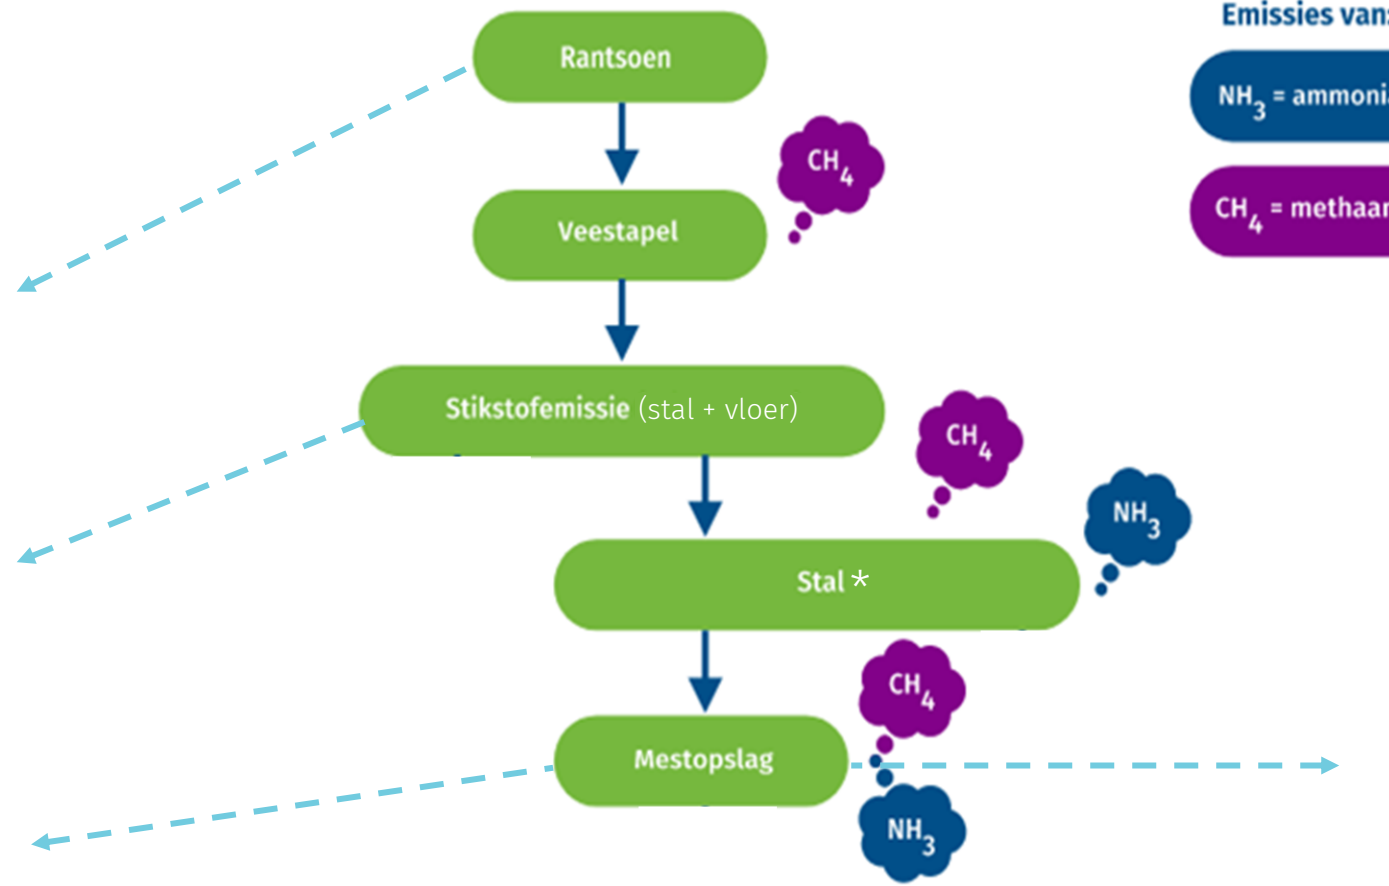 Emissies van:
Rantsoen
NH3 = ammoni
CH4
CH4 = methaan
Veestapel
Stikstofemissie (stal + vloer)
CH4
NH3
Stal *
CH4
Mestopslag
NH3